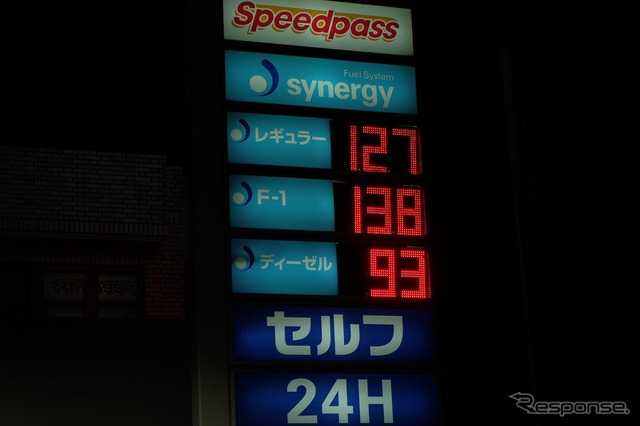 Speedpass
Fuel System
synergy
レギュラー 127
F-1 138
ディーゼル 93
セルフ
24H
Response.